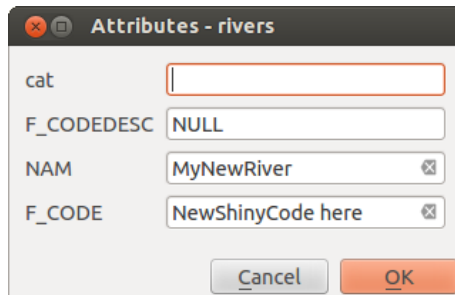 Attributes - rivers
cat
F_CODEDESC NULL
NAM MyNewRiver
F_CODE NewShinyCode here
Cancel OK